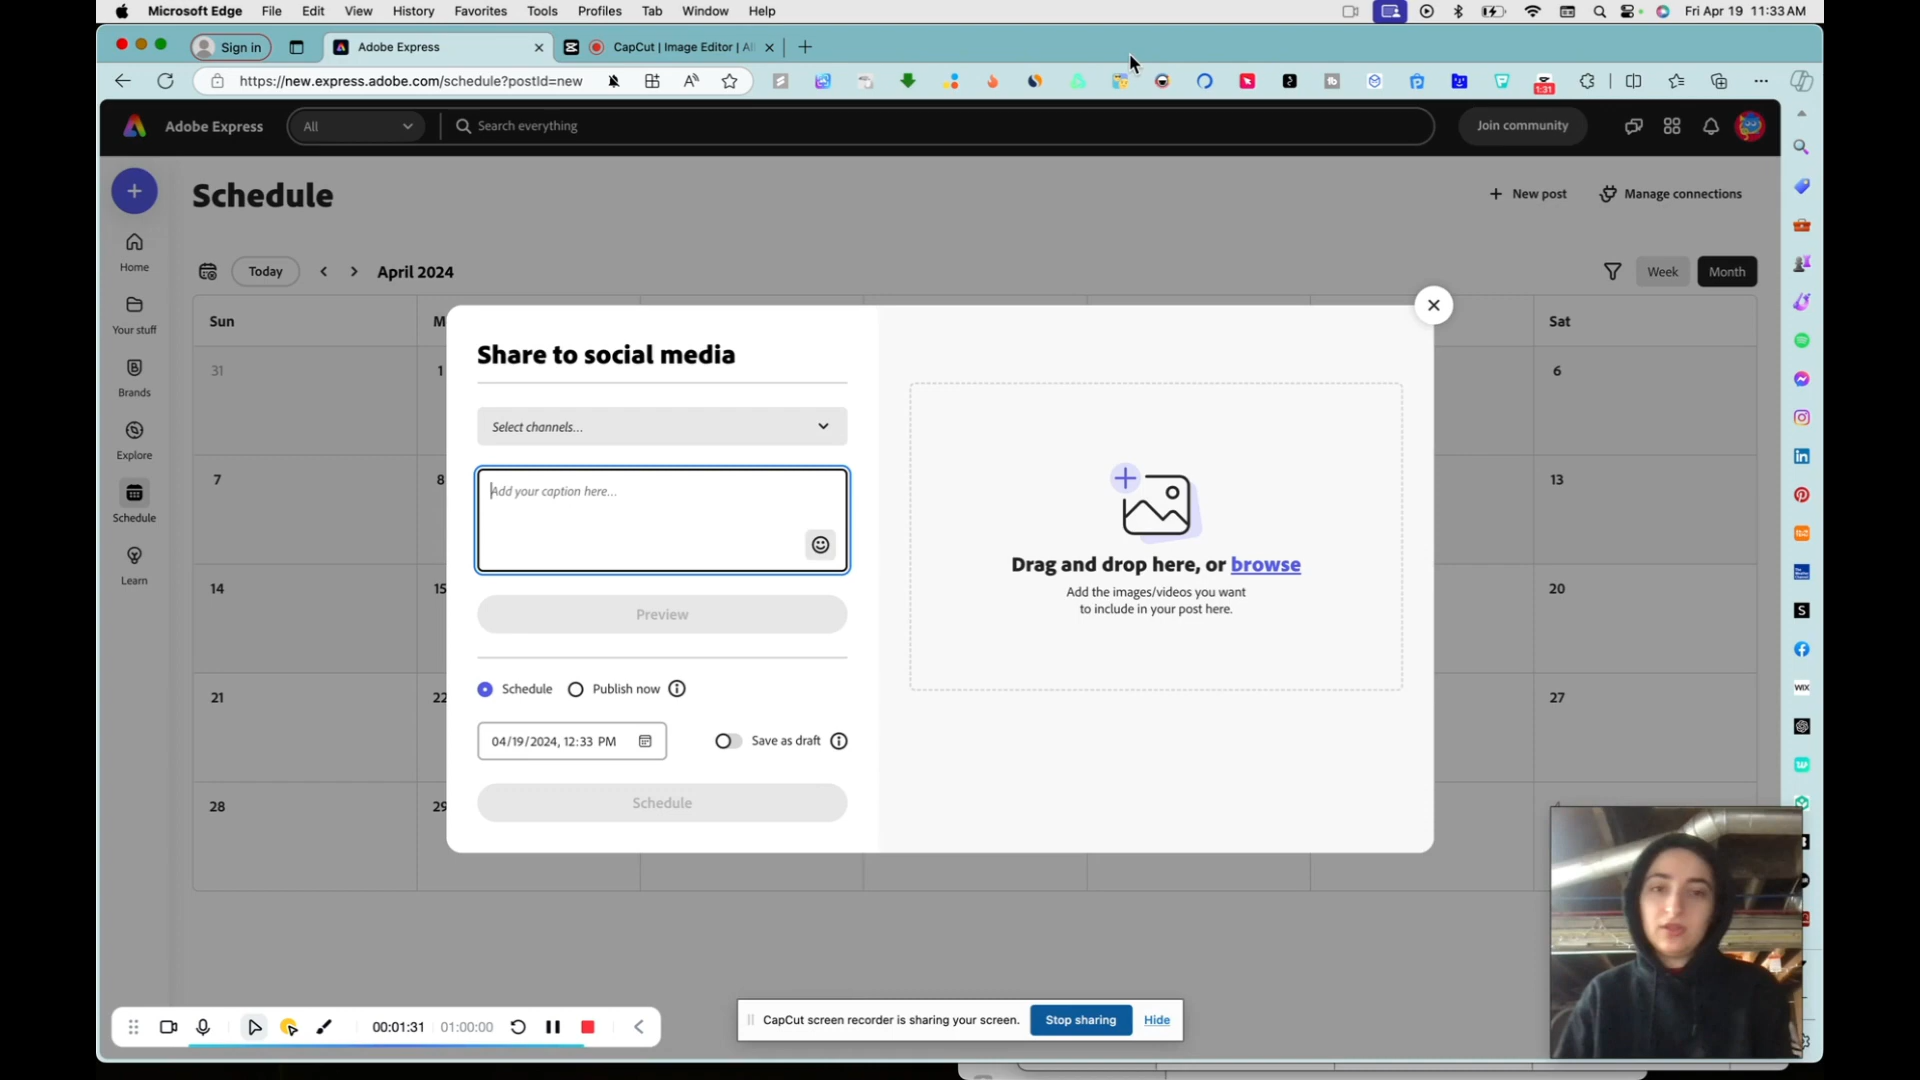 Microsoft Edge File Edit View History Favorites Tools Profiles Tab Window Help Fri Apr 19 11:33 AM
Sign in Adobe Express CapCut | Image Editor | Al
https://new.express.adobe.com/schedule?postId=new 1:31
Adobe Express All Search everything Join community
Schedule
+ New post Manage connections
Today April 2024 Week Month
Home
Your stuff
Brands
Explore
Schedule
Learn
Sun M Sat
31 1 6
7 8 13
14 15 20
21 22 27
28 29 4
Share to social media
Select channels...
Add your caption here...
Preview
Schedule Publish now
04/19/2024, 12:33 PM Save as draft
Schedule
Drag and drop here, or browse
Add the images/videos you want
to include in your post here.
WIX
00:01:31 01:00:00
CapCut screen recorder is sharing your screen. Stop sharing Hide